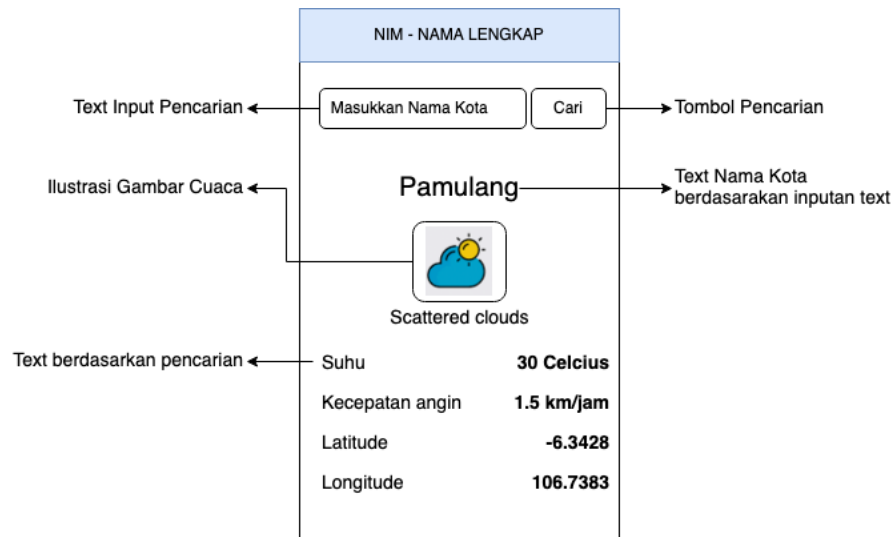 NIM - NAMA LENGKAP
Text Input Pencarian
Masukkan Nama Kota
Cari
Tombol Pencarian
Ilustrasi Gambar Cuaca
Pamulang
Text Nama Kota
berdasarakan inputan text
Scattered clouds
Text berdasarkan pencarian
Suhu 30 Celcius
Kecepatan angin 1.5 km/jam
Latitude -6.3428
Longitude 106.7383